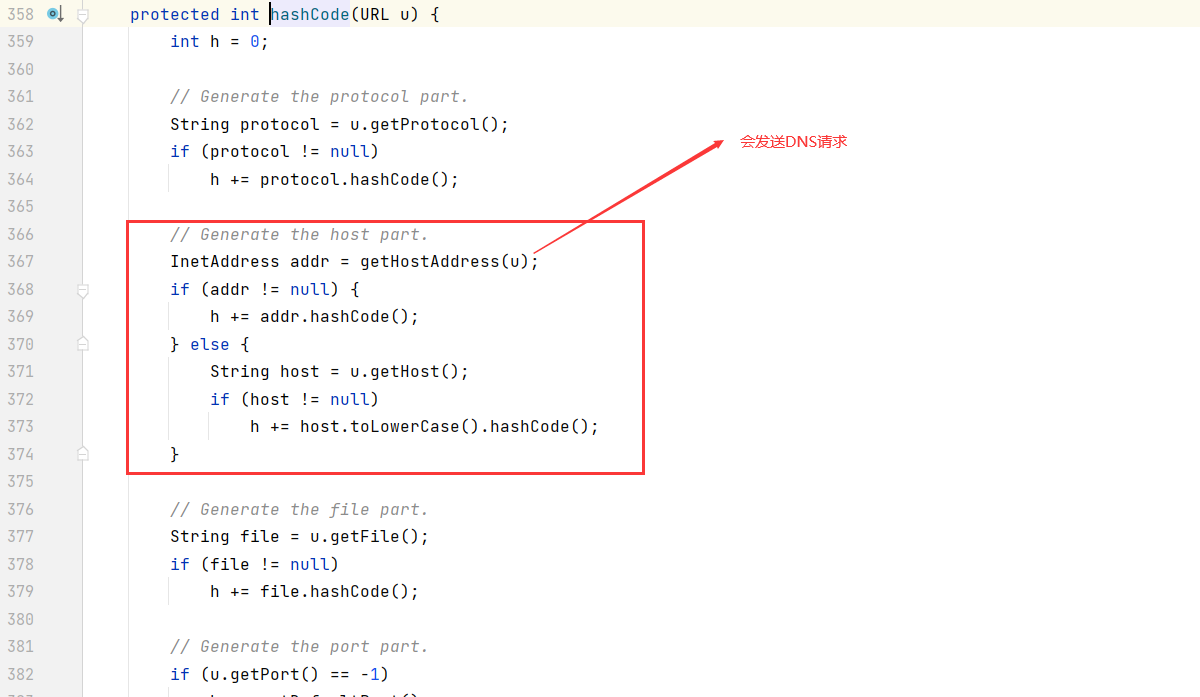 358 protected int hashCode(URL u) {
359 int h = 0;
360
361 // Generate the protocol part.
362 String protocol = u.getProtocol();
会发送DNS请求
363 if (protocol != null)
364 h += protocol.hashCode();
365
366 // Generate the host part.
367 InetAddress addr = getHostAddress(u);
368 if (addr != null) {
369 h += addr.hashCode();
370 } else {
371 String host = u.getHost();
372 if (host != null)
373 h += host.toLowerCase().hashCode();
374 }
375
376 // Generate the file part.
377 String file = u.getFile();
378 if (file != null)
379 h += file.hashCode();
380
381 // Generate the port part.
382 if (u.getPort() == -1)